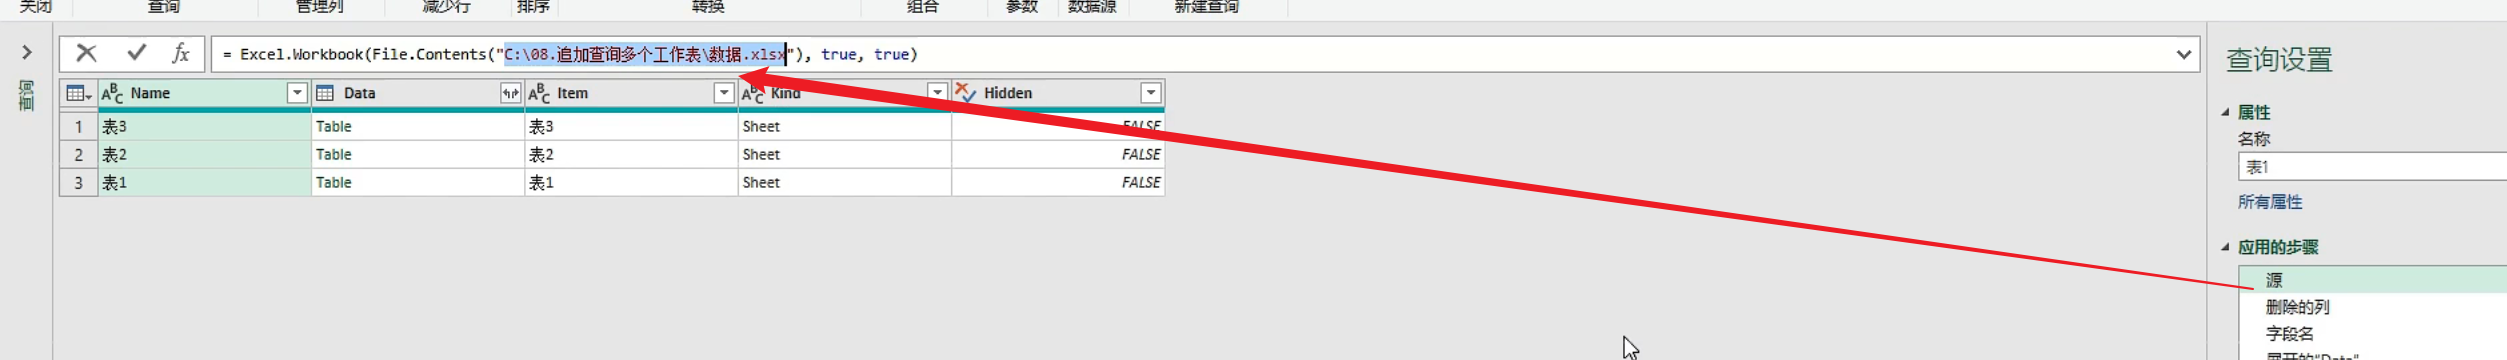 关闭 查询 管理列 减少行 排序 转换 组合 参数 数据源 新建查询
= Excel.Workbook(File.Contents("C:\08.追加查询多个工作表\数据.xlsx"), true, true)
查询
Name Data Item Kind Hidden
1 表3 Table 表3 Sheet FALSE
2 表2 Table 表2 Sheet FALSE
3 表1 Table 表1 Sheet FALSE
查询设置
属性
名称
表1
所有属性
应用的步骤
源
删除的列
字段名
展开的"Data"